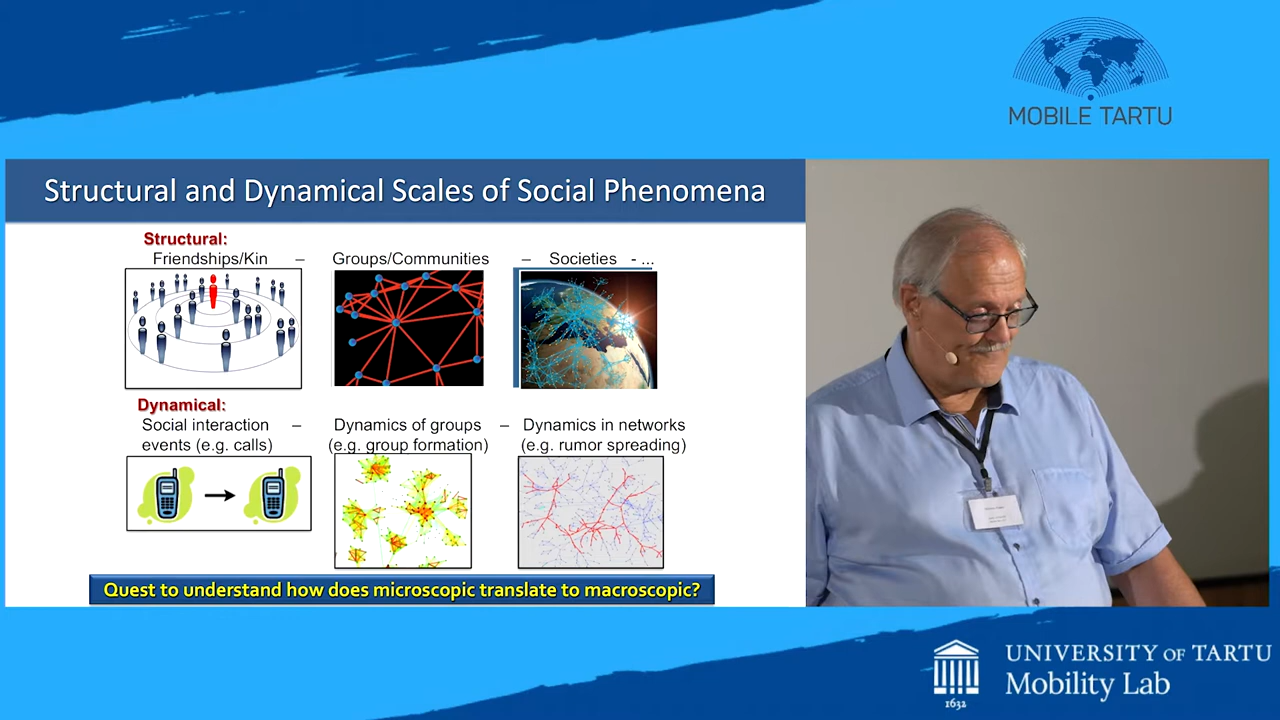 MOBILE TARTU
Structural and Dynamical Scales of Social Phenomena
Structural:
Friendships/Kin – Groups/Communities – Societies - ...
Dynamical:
Social interaction – Dynamics of groups – Dynamics in networks
events (e.g. calls) (e.g. group formation) (e.g. rumor spreading)
Quest to understand how does microscopic translate to macroscopic?
1632
UNIVERSITY OF TARTU
Mobility Lab